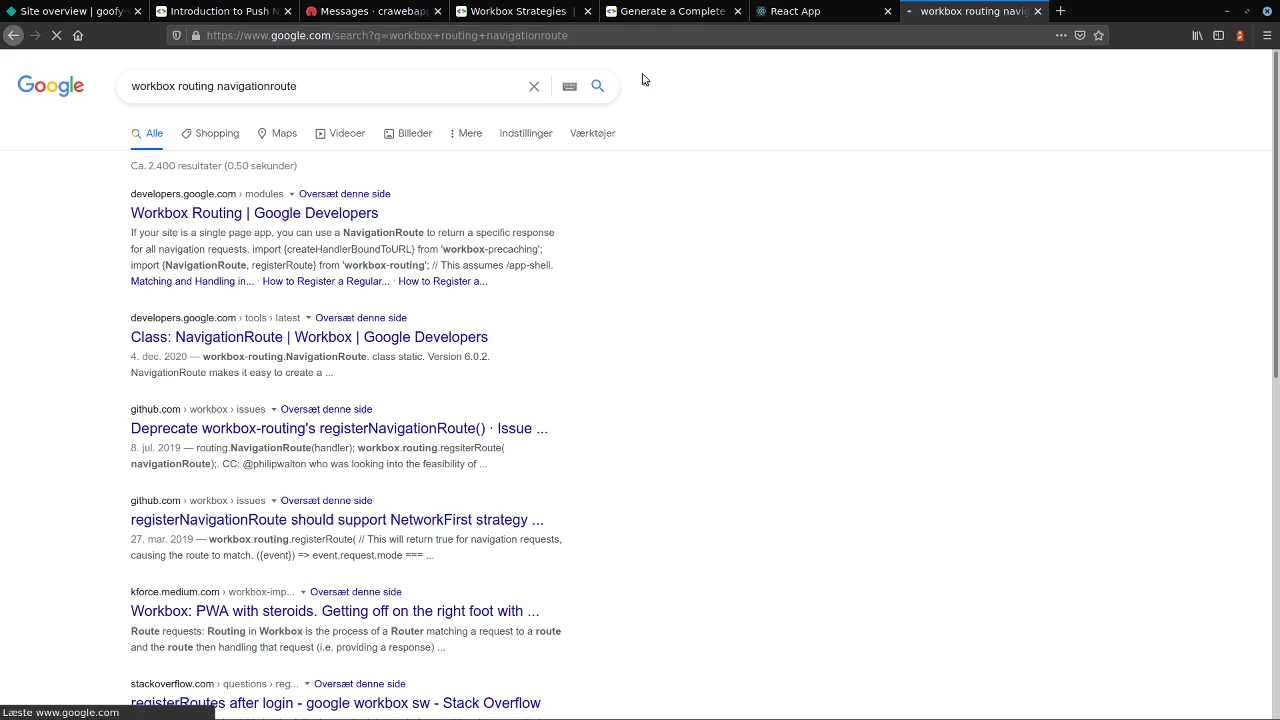 Site overview | goofy-
Introduction to Push N
Messages · crawebapp
Workbox Strategies |
Generate a Complete
React App
workbox routing navig
https://www.google.com/search?q=workbox+routing+navigationroute
Google
workbox routing navigationroute
Alle
Shopping
Maps
Videoer
Billeder
Mere
Indstillinger
Værktøjer
Ca. 2.400 resultater (0,50 sekunder)
developers.google.com › modules Oversæt denne side
Workbox Routing | Google Developers
If your site is a single page app, you can use a NavigationRoute to return a specific response
for all navigation requests. import {createHandlerBoundToURL} from 'workbox-precaching';
import {NavigationRoute, registerRoute} from 'workbox-routing'; // This assumes /app-shell.
Matching and Handling in... · How to Register a Regular... · How to Register a...
developers.google.com › tools › latest Oversæt denne side
Class: NavigationRoute | Workbox | Google Developers
4. dec. 2020 — workbox-routing.NavigationRoute. class static. Version 6.0.2.
NavigationRoute makes it easy to create a ...
github.com › workbox › issues Oversæt denne side
Deprecate workbox-routing's registerNavigationRoute() · Issue ...
8. jul. 2019 — routing.NavigationRoute(handler); workbox.routing.regsiterRoute(
navigationRoute);. CC: @philipwalton who was looking into the feasibility of ...
github.com › workbox › issues Oversæt denne side
registerNavigationRoute should support NetworkFirst strategy ...
27. mar. 2019 — workbox.routing.registerRoute( // This will return true for navigation requests,
causing the route to match. ({event}) => event.request.mode === ...
kforce.medium.com › workbox-imp... Oversæt denne side
Workbox: PWA with steroids. Getting off on the right foot with ...
Route requests: Routing in Workbox is the process of a Router matching a request to a route
and the route then handling that request (i.e. providing a response) ...
stackoverflow.com › questions › reg... Oversæt denne side
registerRoutes after login - google workbox sw - Stack Overflow
Læste www.google.com